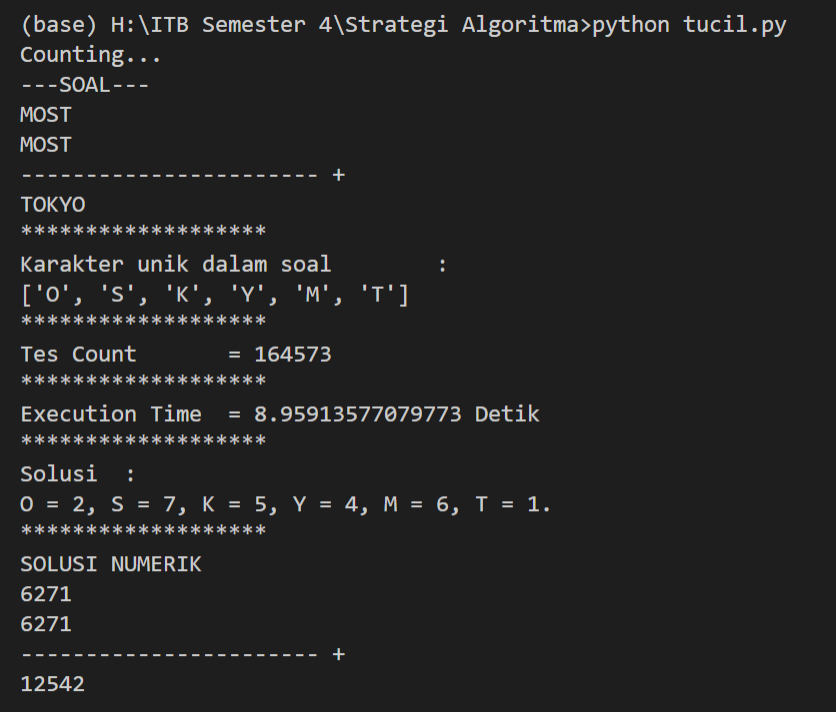 (base) H:\ITB Semester 4\Strategi Algoritma>python tucil.py
Counting...
---SOAL---
MOST
MOST
----------------------- +
TOKYO
*******************
Karakter unik dalam soal        :
['O', 'S', 'K', 'Y', 'M', 'T']
*******************
Tes Count       = 164573
*******************
Execution Time  = 8.95913577079773 Detik
*******************
Solusi  :
O = 2, S = 7, K = 5, Y = 4, M = 6, T = 1.
*******************
SOLUSI NUMERIK
6271
6271
----------------------- +
12542